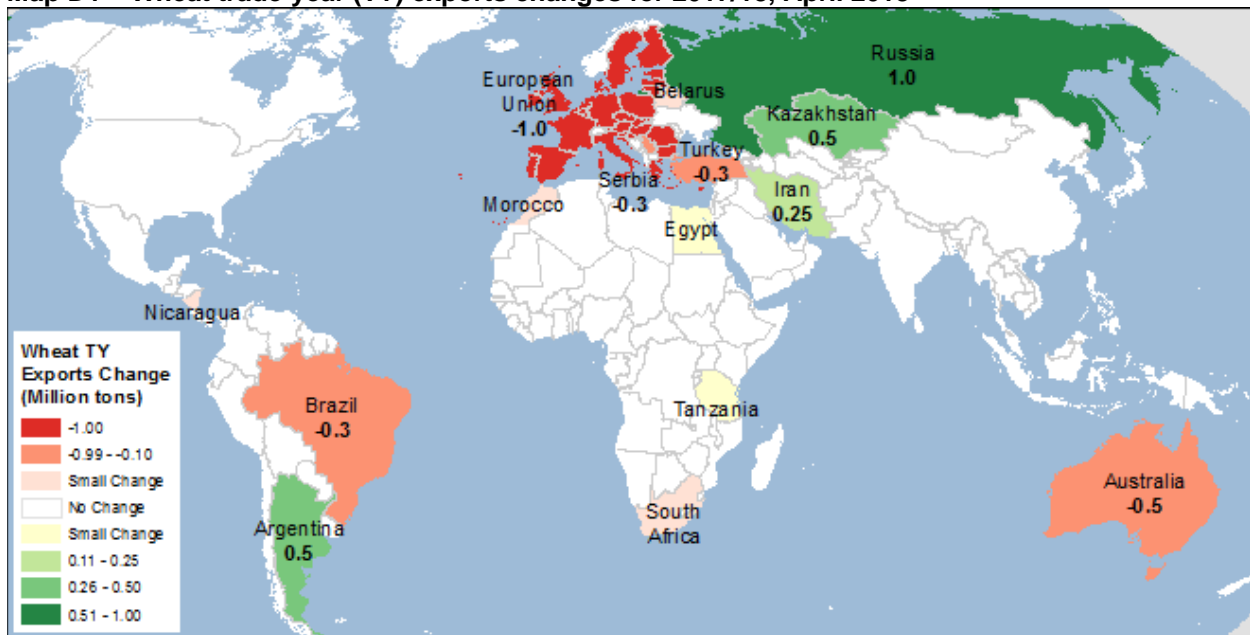 European
Union
-1.0
Belarus
Russia
1.0
Kazakhstan
0.5
Turkey
-0.3
Serbia
-0.3
Iran
0.25
Morocco
Egypt
Nicaragua
Tanzania
Brazil
-0.3
Argentina
0.5
South
Africa
Australia
-0.5
Wheat TY
Exports Change
(Million tons)
-1.00
-0.99 - -0.10
Small Change
No Change
Small Change
0.11 - 0.25
0.26 - 0.50
0.51 - 1.00